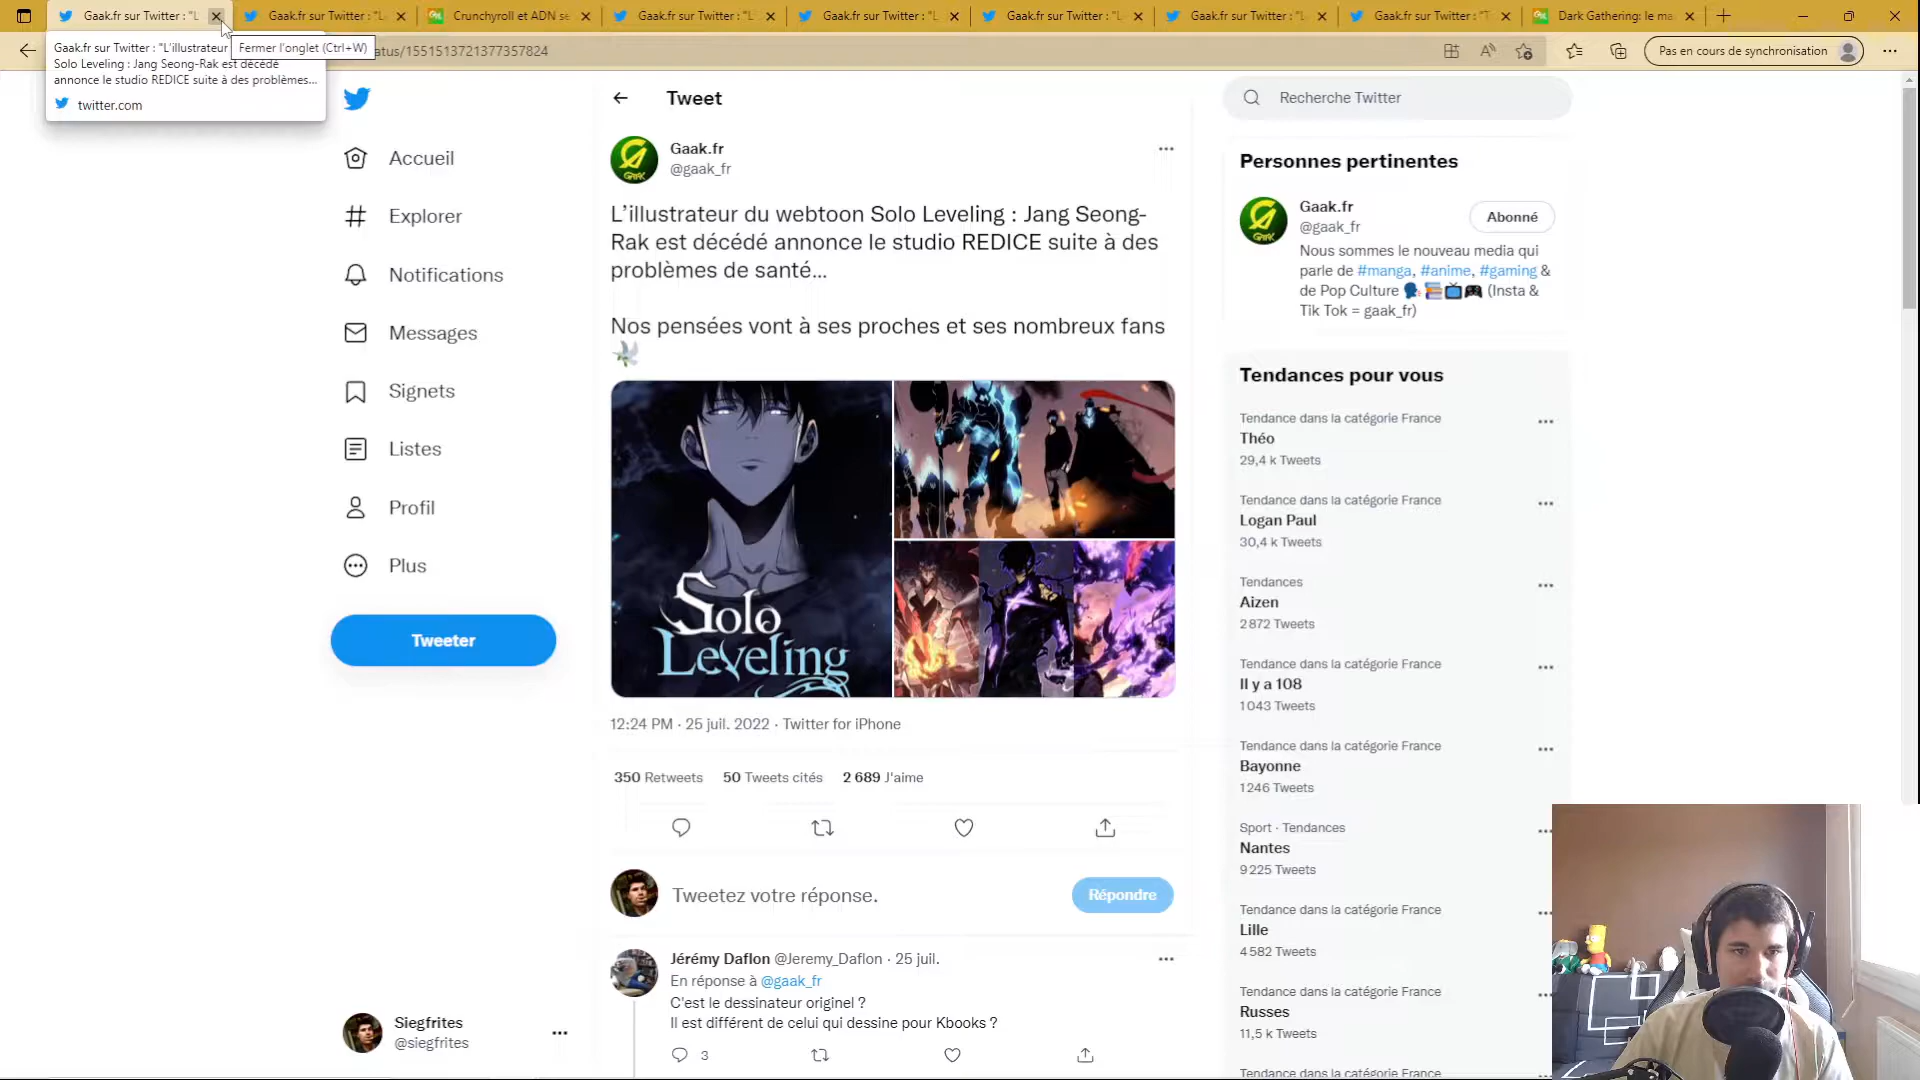 Gaak.fr sur Twitter : "L
Gaak.fr sur Twitter : "L
Crunchyroll et ADN se
Gaak.fr sur Twitter : "L
Gaak.fr sur Twitter : "L
Gaak.fr sur Twitter : "L
Gaak.fr sur Twitter : "L
Gaak.fr sur Twitter : "T
Dark Gathering: le ma
Gaak.fr sur Twitter : "L'illustrateur
Solo Leveling : Jang Seong-Rak est décédé
annonce le studio REDICE suite à des problèmes...
twitter.com
Fermer l'onglet (Ctrl+W)
atus/1551513721377357824
Pas en cours de synchronisation
Accueil
Explorer
Notifications
Messages
Signets
Listes
Profil
Plus
Tweeter
Siegfrites
@siegfrites
Tweet
Gaak.fr
@gaak_fr
L'illustrateur du webtoon Solo Leveling : Jang Seong-
Rak est décédé annonce le studio REDICE suite à des
problèmes de santé...
Nos pensées vont à ses proches et ses nombreux fans
🕊️
Solo
Leveling
12:24 PM · 25 juil. 2022 · Twitter for iPhone
350 Retweets 50 Tweets cités 2 689 J'aime
Tweetez votre réponse.
Répondre
Jérémy Daflon @Jeremy_Daflon · 25 juil.
En réponse à @gaak_fr
C'est le dessinateur originel ?
Il est différent de celui qui dessine pour Kbooks ?
3
Recherche Twitter
Personnes pertinentes
Gaak.fr
@gaak_fr
Abonné
Nous sommes le nouveau media qui
parle de #manga, #anime, #gaming &
de Pop Culture 🗣️📚📺🎮 (Insta &
Tik Tok = gaak_fr)
Tendances pour vous
Tendance dans la catégorie France
Théo
29,4 k Tweets
Tendance dans la catégorie France
Logan Paul
30,4 k Tweets
Tendances
Aizen
2 872 Tweets
Tendance dans la catégorie France
Il y a 108
1 043 Tweets
Tendance dans la catégorie France
Bayonne
1 246 Tweets
Sport · Tendances
Nantes
9 225 Tweets
Tendance dans la catégorie France
Lille
4 582 Tweets
Tendance dans la catégorie France
Russes
11,5 k Tweets
Tendance dans la catégorie France